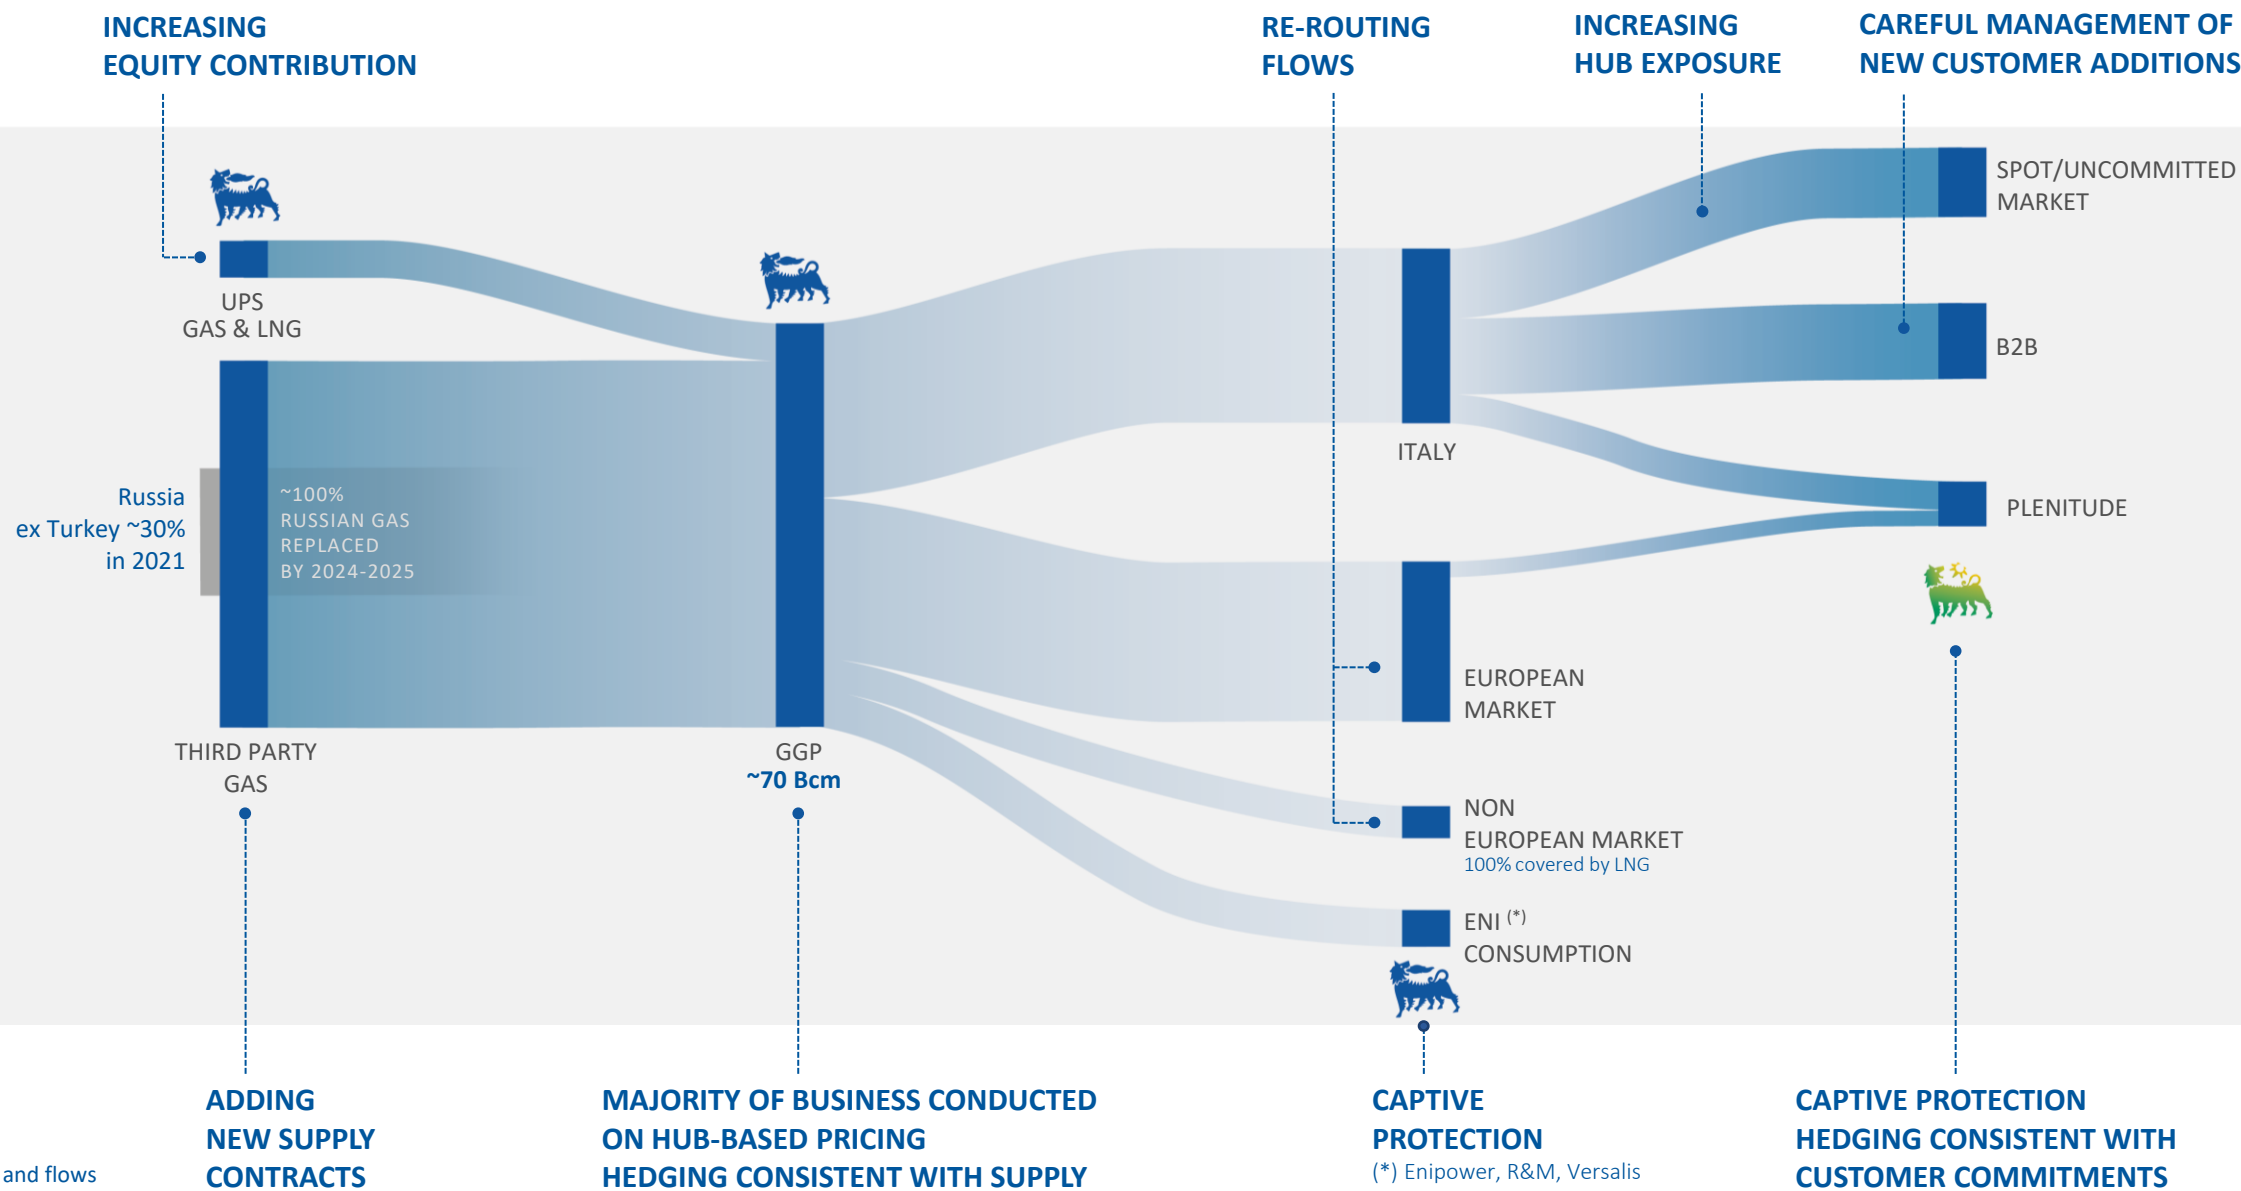 INCREASING
EQUITY CONTRIBUTION
RE-ROUTING
FLOWS
INCREASING
HUB EXPOSURE
CAREFUL MANAGEMENT OF
NEW CUSTOMER ADDITIONS
UPS
GAS & LNG
Russia
ex Turkey ~30%
in 2021
~100%
RUSSIAN GAS
REPLACED
BY 2024-2025
THIRD PARTY
GAS
GGP
~70 Bcm
ITALY
EUROPEAN
MARKET
NON
EUROPEAN MARKET
100% covered by LNG
ENI (*)
CONSUMPTION
SPOT/UNCOMMITTED
MARKET
B2B
PLENITUDE
and flows
ADDING
NEW SUPPLY
CONTRACTS
MAJORITY OF BUSINESS CONDUCTED
ON HUB-BASED PRICING
HEDGING CONSISTENT WITH SUPPLY
CAPTIVE
PROTECTION
(*) Enipower, R&M, Versalis
CAPTIVE PROTECTION
HEDGING CONSISTENT WITH
CUSTOMER COMMITMENTS